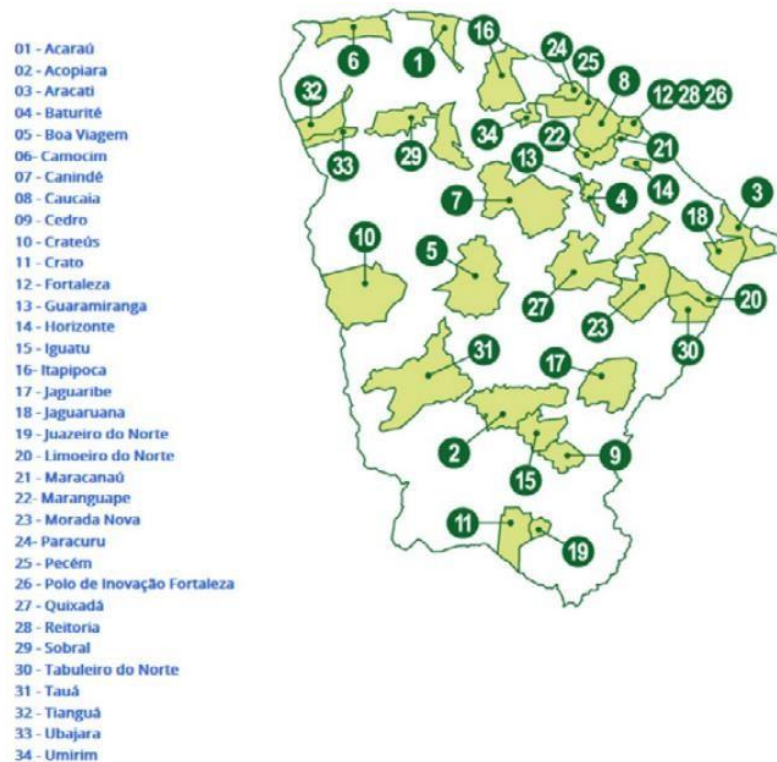 01 - Acaraú
02 - Acopiara
03 - Aracati
04 - Baturité
05 - Boa Viagem
06- Camocim
07 - Canindé
08 - Caucaia
09 - Cedro
10 - Crateús
11 - Crato
12 - Fortaleza
13 - Guaramiranga
14 - Horizonte
15 - Iguatu
16- Itapipoca
17 - Jaguaribe
18 - Jaguaruana
19 - Juazeiro do Norte
20 - Limoeiro do Norte
21 - Maracanaú
22- Maranguape
23 - Morada Nova
24- Paracuru
25 - Pecém
26 - Polo de Inovação Fortaleza
27 - Quixadá
28 - Reitoria
29 - Sobral
30 - Tabuleiro do Norte
31 - Tauá
32 - Tianguá
33 - Ubajara
34 - Umirim
16
24
25
6
1
8
12 28 26
32
34
22
21
33
29
13
14
7
4
3
18
10
5
27
23
20
30
31
17
2
15
9
11
19